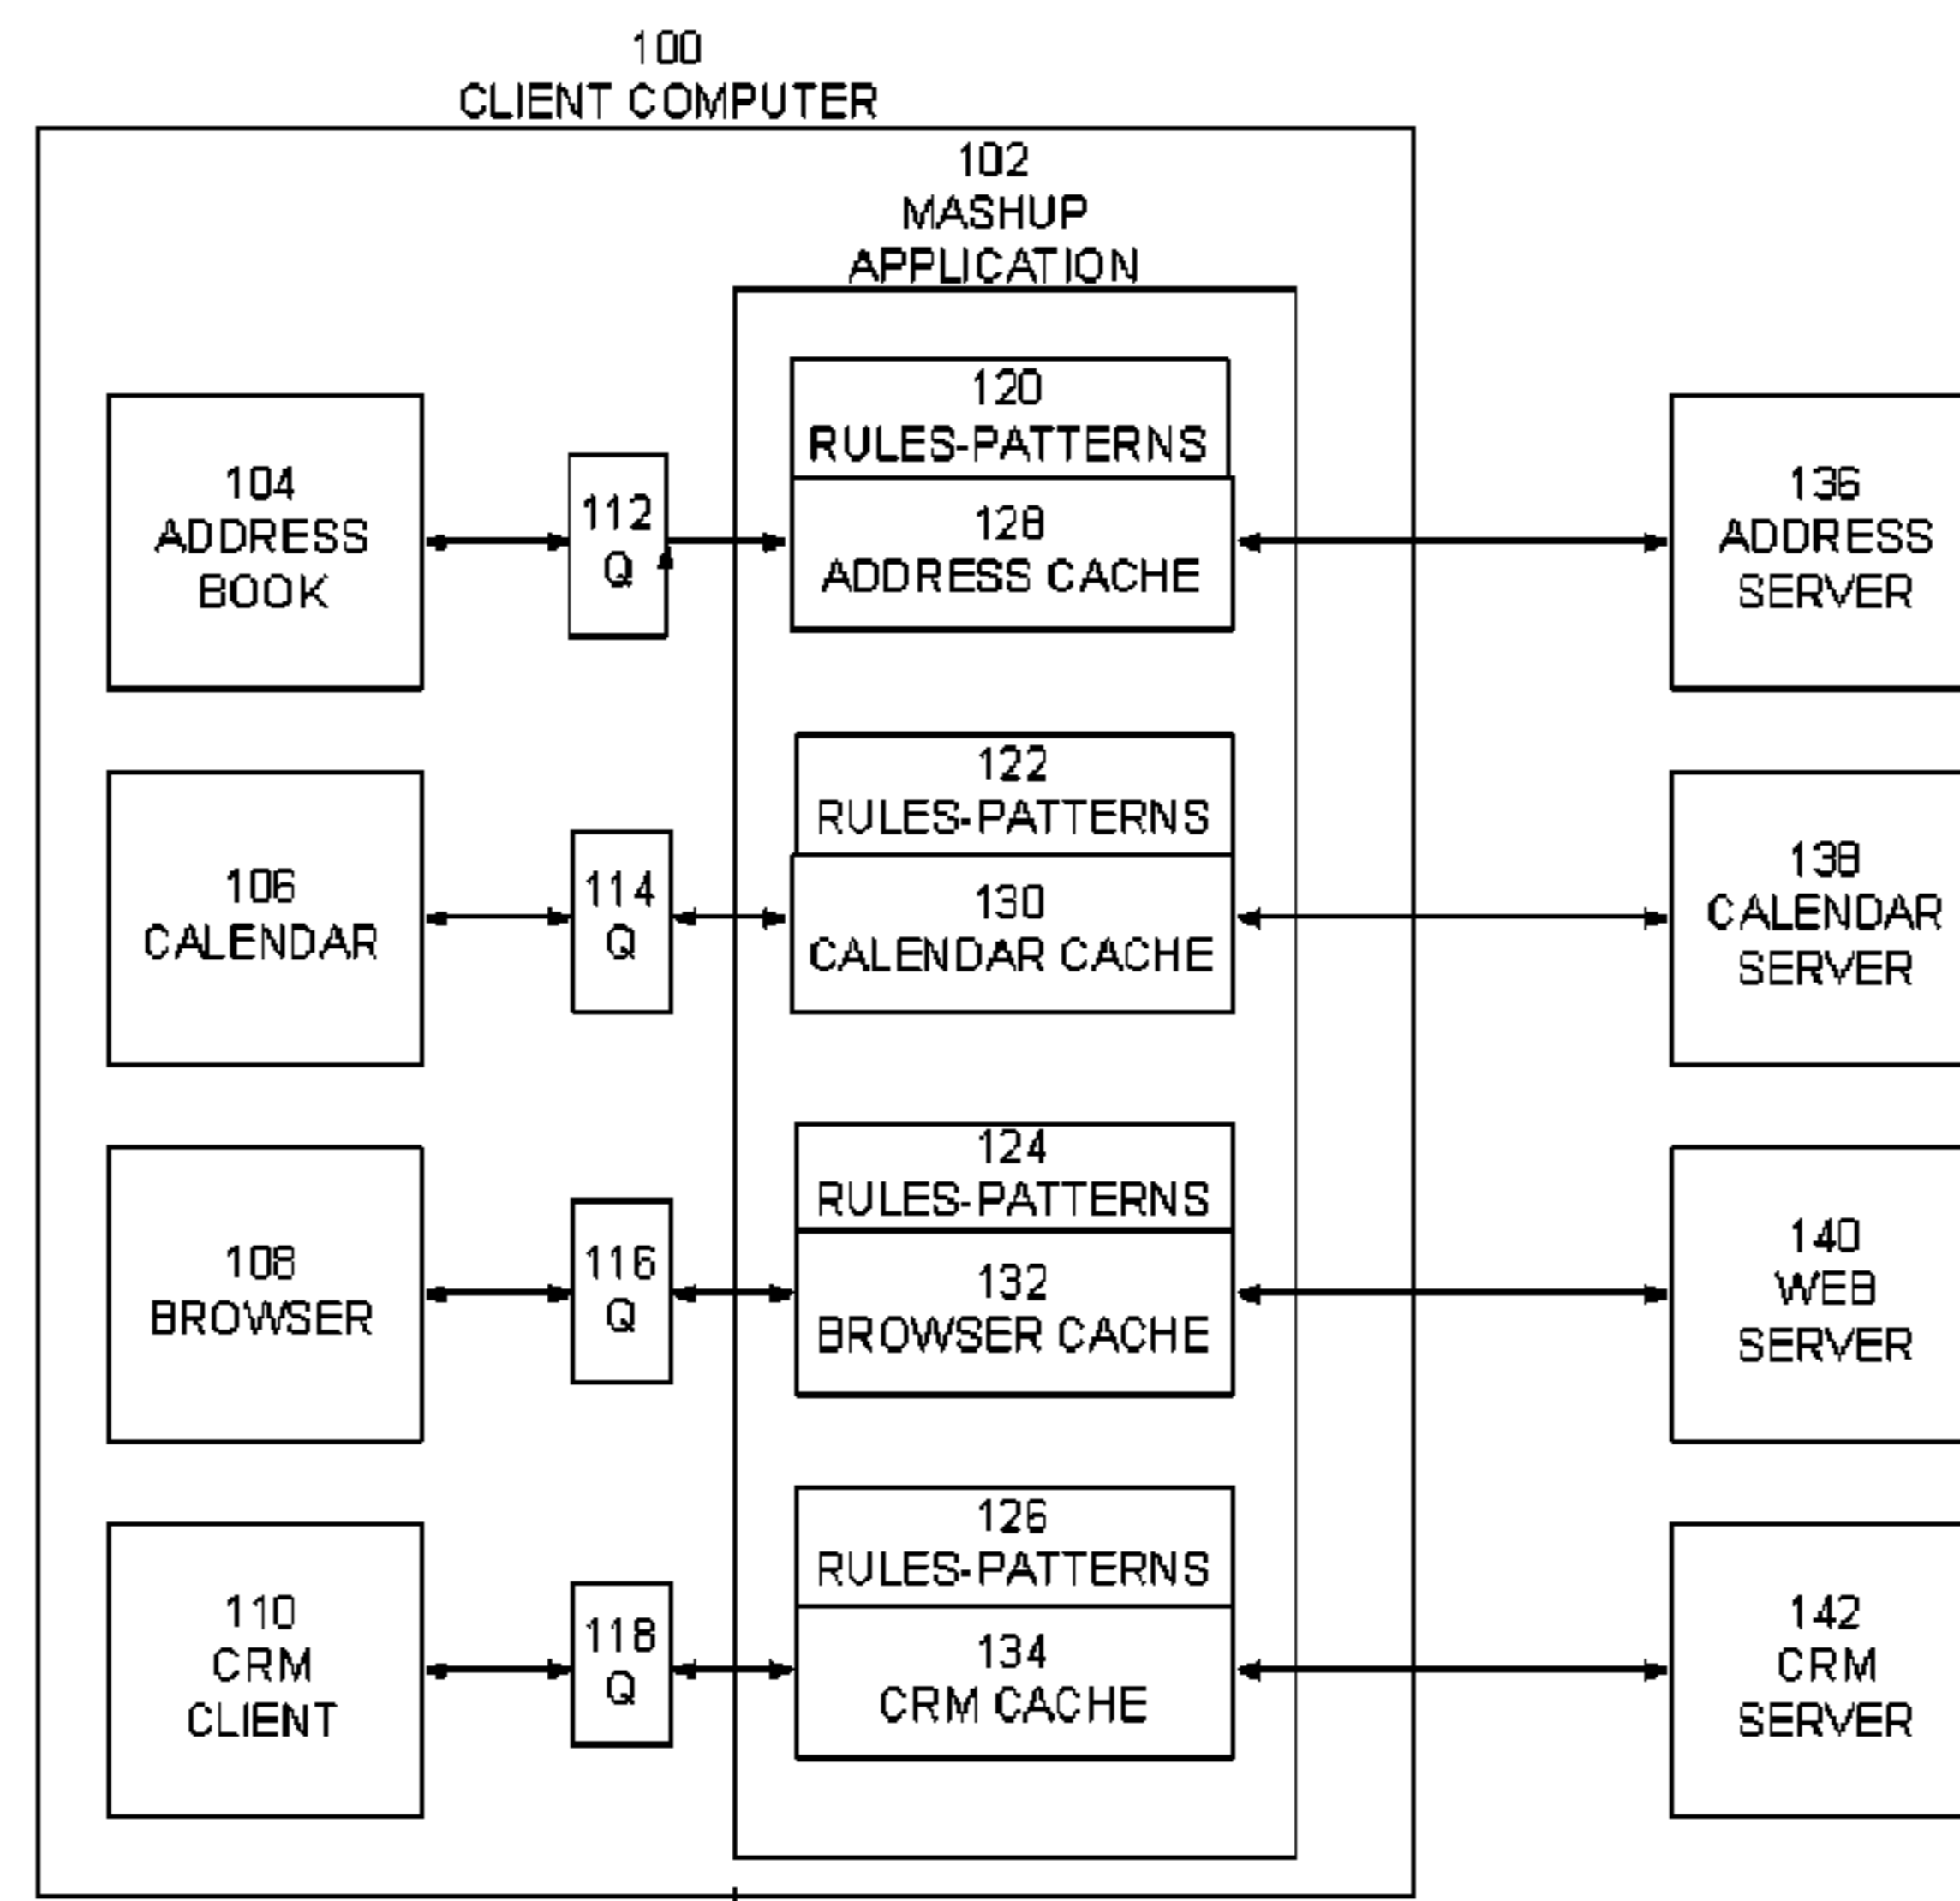 100
CLIENT COMPUTER
102
MASHUP
APPLICATION
104
ADDRESS
BOOK
112
Q
120
RULES-PATTERNS
128
ADDRESS CACHE
136
ADDRESS
SERVER
106
CALENDAR
114
Q
122
RULES-PATTERNS
130
CALENDAR CACHE
138
CALENDAR
SERVER
108
BROWSER
116
Q
124
RULES-PATTERNS
132
BROWSER CACHE
140
WEB
SERVER
110
CRM
CLIENT
118
Q
126
RULES-PATTERNS
134
CRM CACHE
142
CRM
SERVER